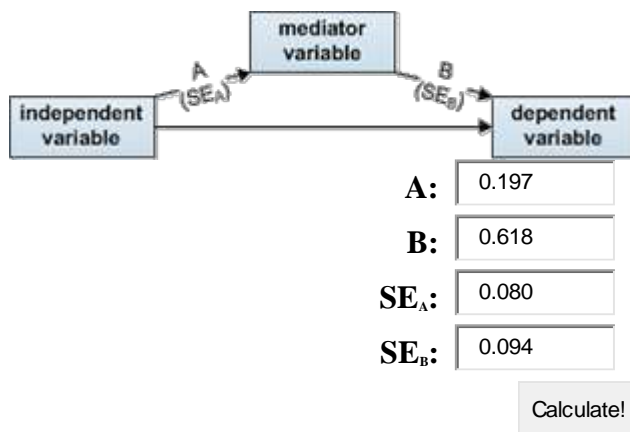 mediator
variable
A
(SEA)
B
(SEB)
independent
variable
dependent
variable
A: 0.197
B: 0.618
SEA: 0.080
SEB: 0.094
Calculate!